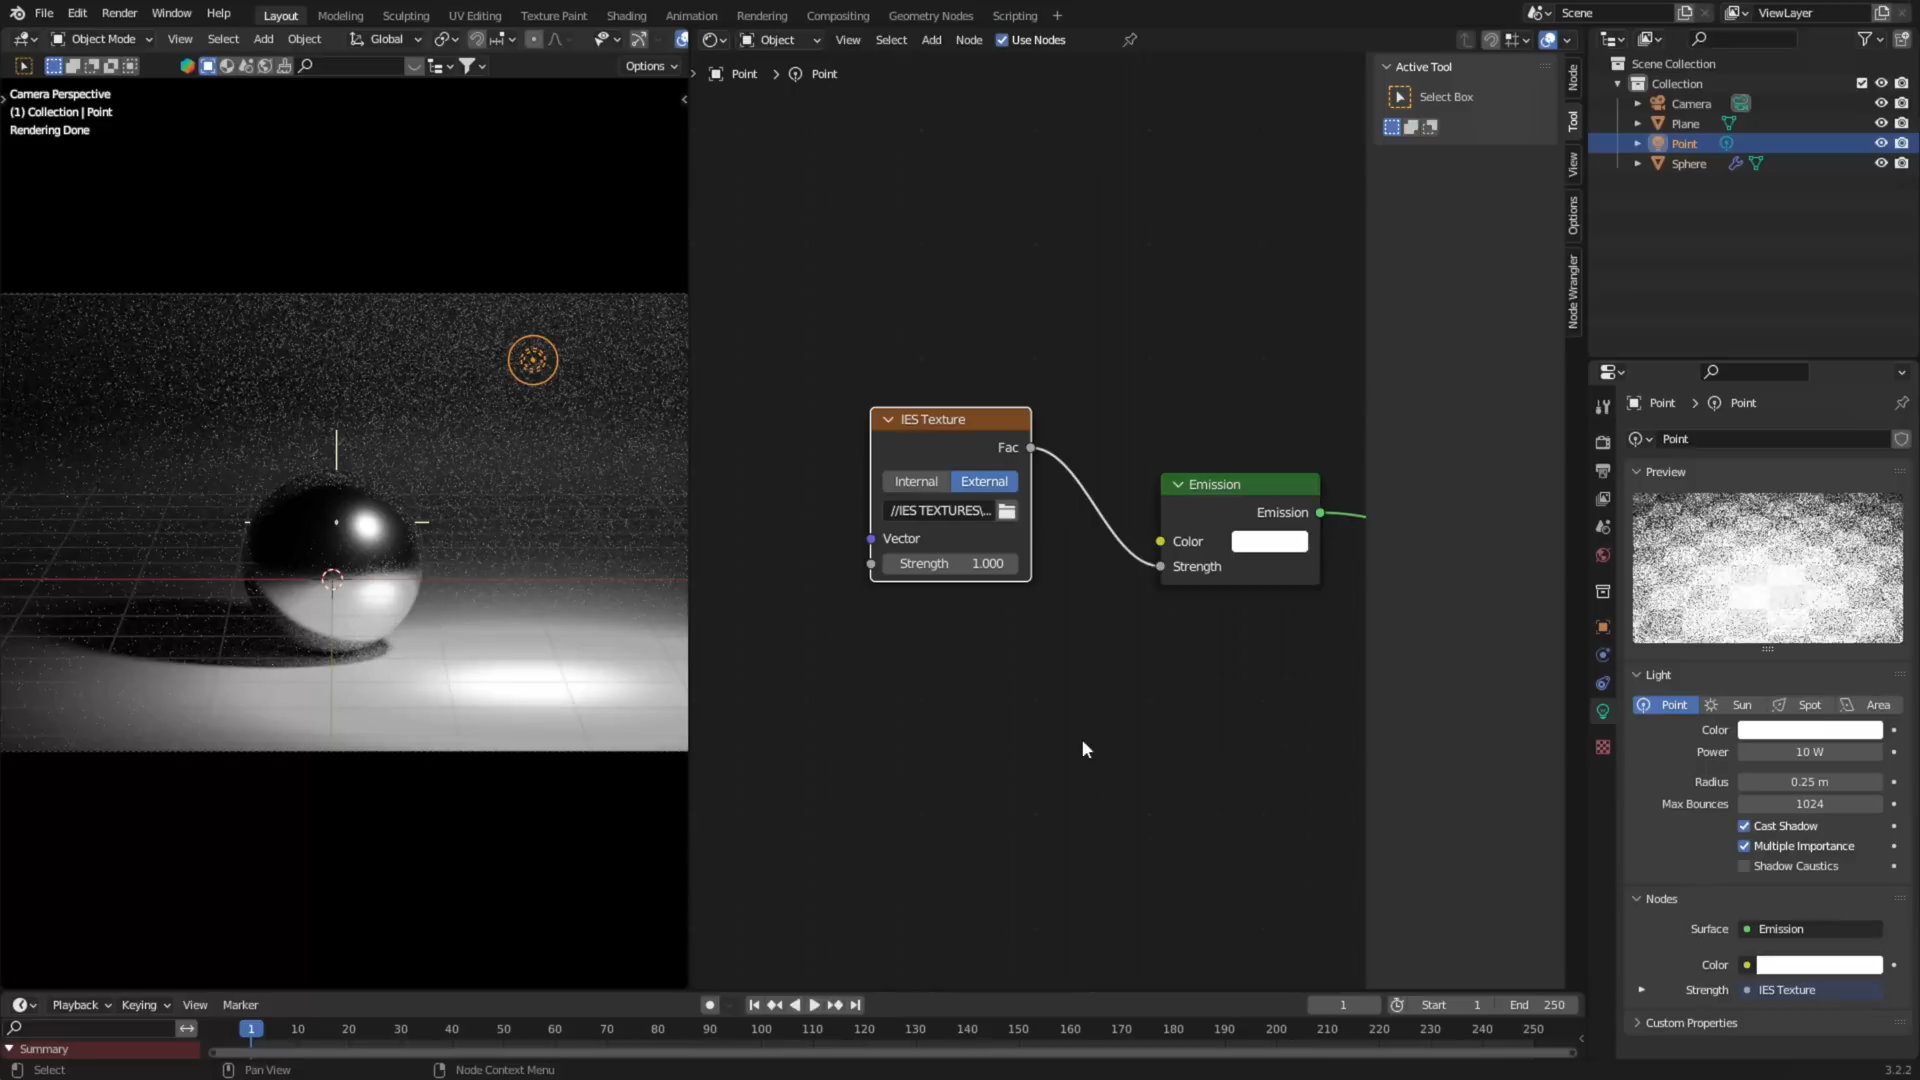 File Edit Render Window Help Layout Modeling Sculpting UV Editing Texture Paint Shading Animation Rendering Compositing Geometry Nodes Scripting + Scene ViewLayer
Object Mode View Select Add Object Global Object View Select Add Node Use Nodes
Options Point Point
Camera Perspective
(1) Collection | Point
Rendering Done
Active Tool
Select Box
Node
Tool
View
Options
Node Wrangler
Scene Collection
Collection
Camera
Plane
Point
Sphere
IES Texture
Fac
Internal External
//IES TEXTURES\...
Vector
Strength 1.000
Emission
Emission
Color
Strength
Point Point
Point
Preview
Light
Point Sun Spot Area
Color
Power 10 W
Radius 0.25 m
Max Bounces 1024
Cast Shadow
Multiple Importance
Shadow Caustics
Nodes
Surface Emission
Color
Strength IES Texture
Custom Properties
Playback Keying View Marker 1 Start 1 End 250
1 10 20 30 40 50 60 70 80 90 100 110 120 130 140 150 160 170 180 190 200 210 220 230 240 250
Summary
Select Pan View Node Context Menu 3.2.2